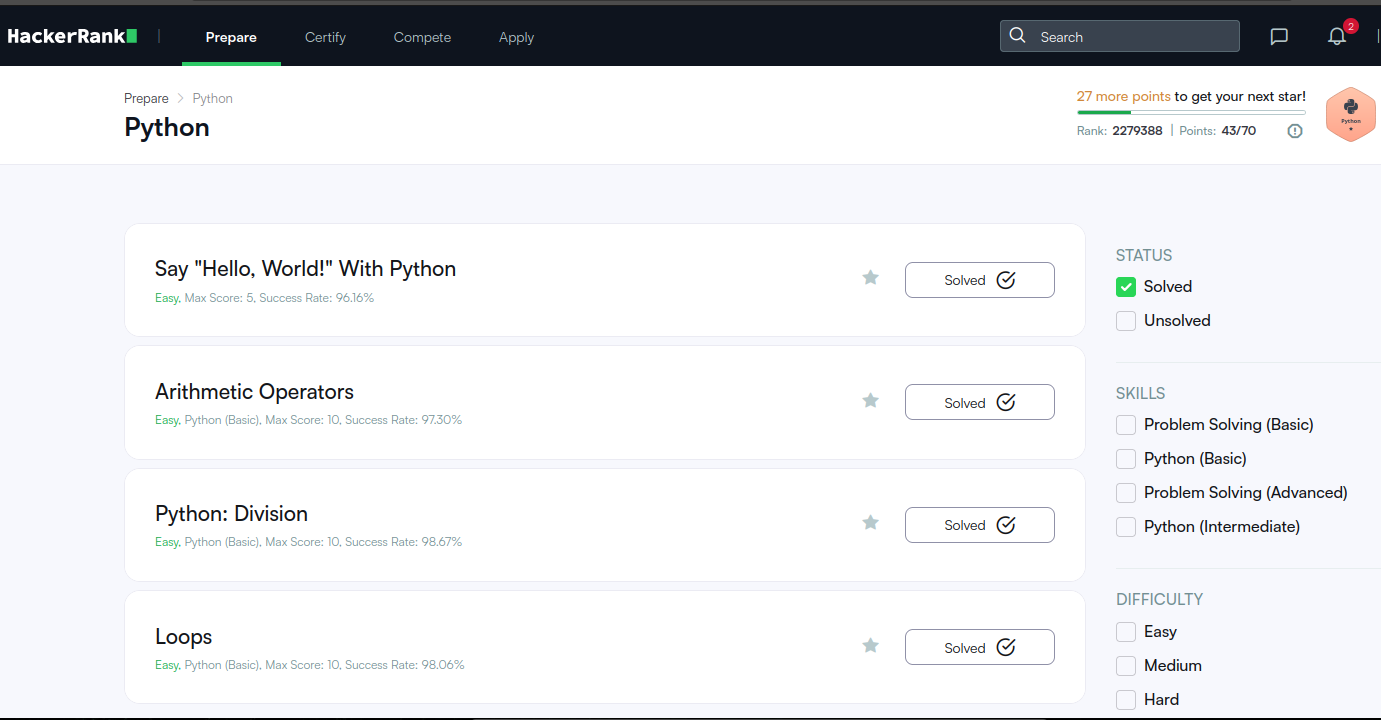 HackerRank
Prepare
Certify
Compete
Apply
Search
2
Prepare > Python
Python
27 more points to get your next star!
Rank: 2279388 | Points: 43/70
Python
Say "Hello, World!" With Python
Easy, Max Score: 5, Success Rate: 96.16%
Solved
Arithmetic Operators
Easy, Python (Basic), Max Score: 10, Success Rate: 97.30%
Solved
Python: Division
Easy, Python (Basic), Max Score: 10, Success Rate: 98.67%
Solved
Loops
Easy, Python (Basic), Max Score: 10, Success Rate: 98.06%
Solved
STATUS
Solved
Unsolved
SKILLS
Problem Solving (Basic)
Python (Basic)
Problem Solving (Advanced)
Python (Intermediate)
DIFFICULTY
Easy
Medium
Hard